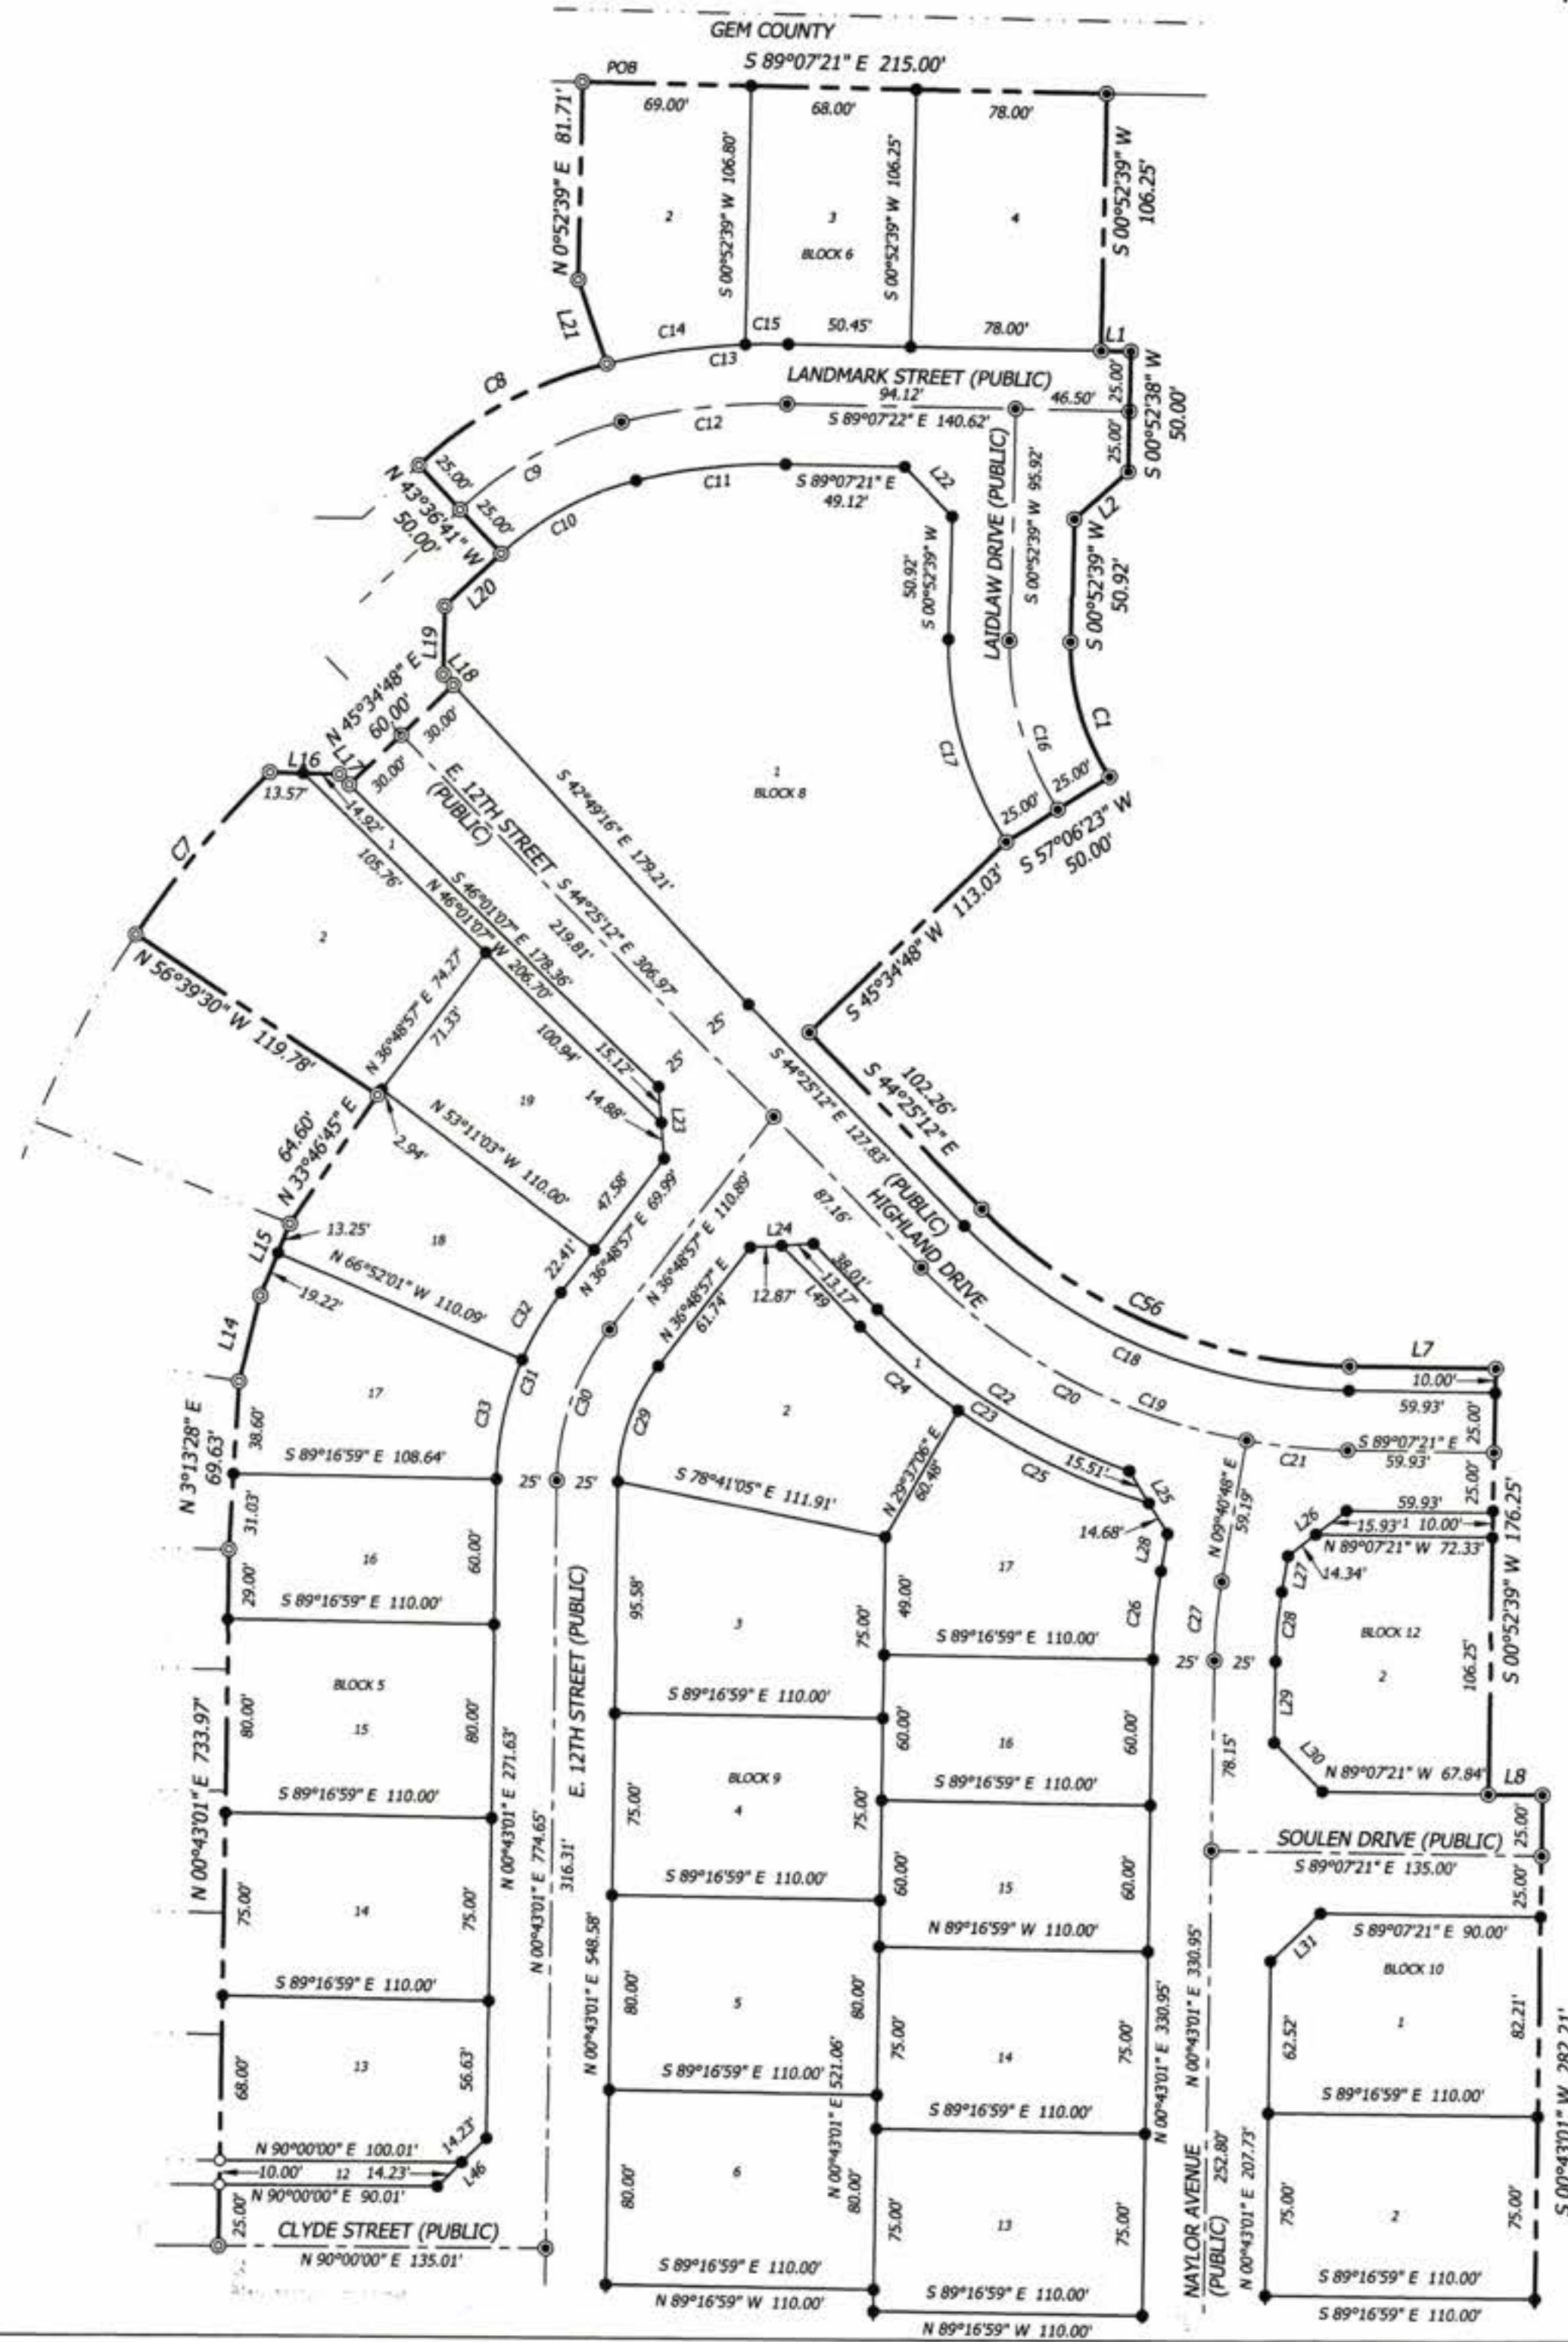 GEM COUNTY
S 89°07'21" E 215.00'
POB
69.00'
68.00'
78.00'
N 0°52'39" E 81.71'
S 00°52'39" W 106.80'
S 00°52'39" W 106.25'
S 00°52'39" W
106.25'
2
3
4
BLOCK 6
L21
C14
C15
50.45'
78.00'
L1
C13
C8
LANDMARK STREET (PUBLIC)
94.12'
46.50'
S 89°07'22" E 140.62'
25.00'
25.00'
S 00°52'38" W
50.00'
C12
C9
25.00'
25.00'
N 43°36'41" W
50.00'
C10
C11
S 89°07'21" E
49.12'
L22
L2
LAIDLAW DRIVE (PUBLIC)
S 00°52'39" W 95.92'
50.92'
S 00°52'39" W
S 00°52'39" W
50.92'
L20
L19
L18
N 45°34'48" E
60.00'
30.00'
30.00'
L17
L16
13.57'
14.92'
1
C17
C16
C1
25.00'
25.00'
S 57°06'23" W
50.00'
1
BLOCK 8
S 42°49'16" E 179.21'
E. 12TH STREET
(PUBLIC)
S 44°25'12" E 306.97'
219.81'
S 46°01'07" E 178.36'
N 46°01'07" W 206.70'
105.76'
C7
2
N 56°39'30" W 119.78'
N 36°48'57" E 74.27'
71.33'
100.94'
15.12'
14.88'
25'
25'
L23
S 45°34'48" W 113.03'
102.26'
S 44°25'12" E
S 44°25'12" E 127.83'
19
2.94'
N 53°11'03" W 110.00'
47.58'
64.60'
N 33°46'45" E
N 36°48'57" E 69.99'
22.41'
N 36°48'57" E 110.89'
87.16'
(PUBLIC)
HIGHLAND DRIVE
13.25'
18
L15
N 66°52'01" W 110.09'
19.22'
C32
L24
38.01'
13.17'
12.87'
L49
N 36°48'57" E
61.74'
C56
C18
L7
10.00'
59.93'
L14
17
C31
C33
C30
C29
C24
1
C22
C20
C19
C23
2
25.00'
S 89°07'21" E
59.93'
C21
N 3°13'28" E
69.63'
38.60'
S 89°16'59" E 108.64'
25'
25'
S 78°41'05" E 111.91'
N 29°37'06" E
60.48'
C25
15.51'
L25
14.68'
L28
N 09°40'48" E
59.19'
25.00'
59.93'
L26
15.93'
1
10.00'
N 89°07'21" W 72.33'
14.34'
L27
31.03'
16
60.00'
29.00'
S 89°16'59" E 110.00'
95.58'
3
49.00'
75.00'
17
C26
C27
C28
S 89°16'59" E 110.00'
25'
25'
BLOCK 12
2
106.25'
S 00°52'39" W 176.25'
BLOCK 5
15
80.00'
80.00'
N 00°43'01" E 733.97'
E. 12TH STREET (PUBLIC)
S 89°16'59" E 110.00'
60.00'
16
60.00'
L29
78.15'
L30
N 89°07'21" W 67.84'
L8
BLOCK 9
4
75.00'
75.00'
S 89°16'59" E 110.00'
S 89°16'59" E 110.00'
N 00°43'01" E 271.63'
N 00°43'01" E 774.65'
316.31'
SOULEN DRIVE (PUBLIC)
S 89°07'21" E 135.00'
25.00'
25.00'
75.00'
14
75.00'
S 89°16'59" E 110.00'
60.00'
15
60.00'
N 89°16'59" W 110.00'
S 89°07'21" E 90.00'
L31
BLOCK 10
S 89°16'59" E 110.00'
N 00°43'01" E 548.58'
80.00'
5
80.00'
N 00°43'01" E 330.95'
N 00°43'01" E 330.95'
75.00'
14
75.00'
62.52'
1
82.21'
68.00'
13
56.63'
S 89°16'59" E 110.00'
N 00°43'01" E 521.06'
S 89°16'59" E 110.00'
S 89°16'59" E 110.00'
S 00°43'01" W 282.21'
14.23'
N 90°00'00" E 100.01'
10.00'
12
14.23'
L46
N 90°00'00" E 90.01'
25.00'
CLYDE STREET (PUBLIC)
N 90°00'00" E 135.01'
80.00'
6
80.00'
75.00'
13
75.00'
NAYLOR AVENUE
(PUBLIC)
252.80'
N 00°43'01" E 207.73'
75.00'
2
75.00'
S 89°16'59" E 110.00'
N 89°16'59" W 110.00'
S 89°16'59" E 110.00'
N 89°16'59" W 110.00'
S 89°16'59" E 110.00'
S 89°16'59" E 110.00'